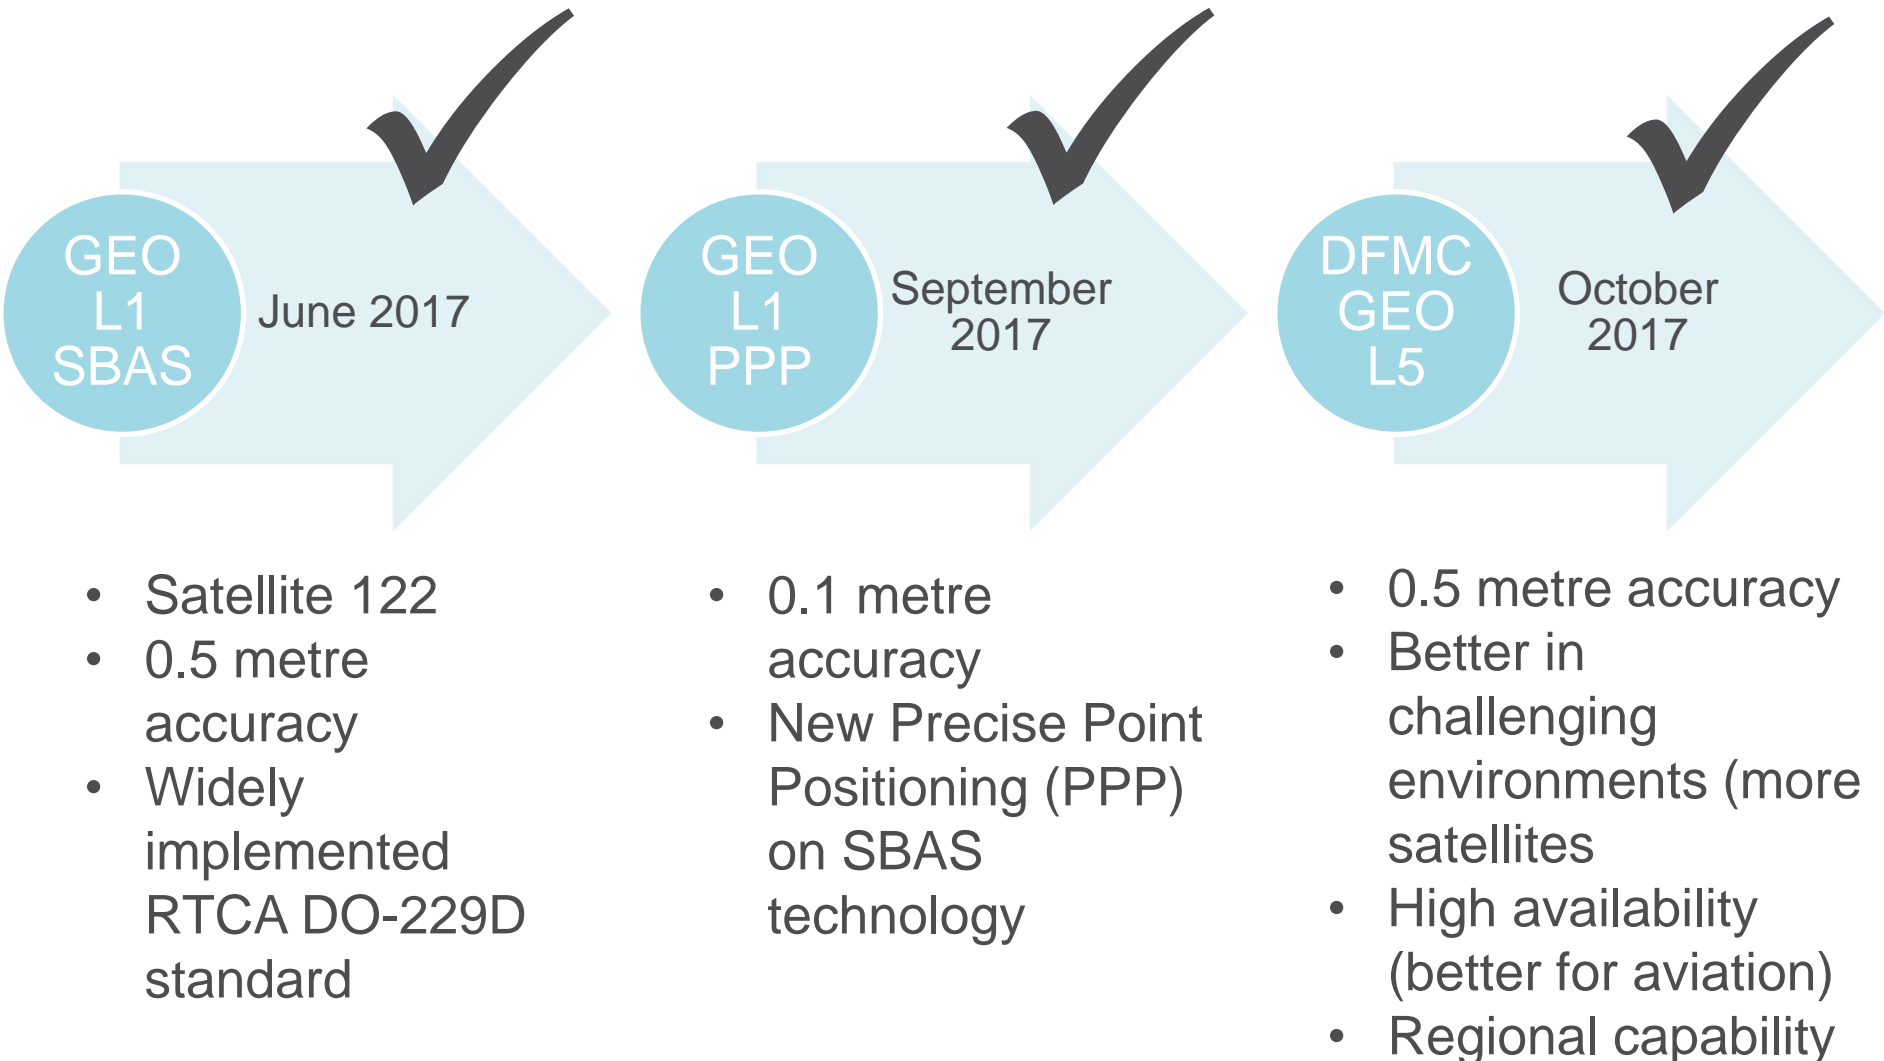 GEO
L1
SBAS
June 2017
GEO
L1
PPP
September
2017
DFMC
GEO
L5
October
2017
• Satellite 122
• 0.5 metre
accuracy
• Widely
implemented
RTCA DO-229D
standard
• 0.1 metre
accuracy
• New Precise Point
Positioning (PPP)
on SBAS
technology
• 0.5 metre accuracy
• Better in
challenging
environments (more
satellites
• High availability
(better for aviation)
• Regional capability